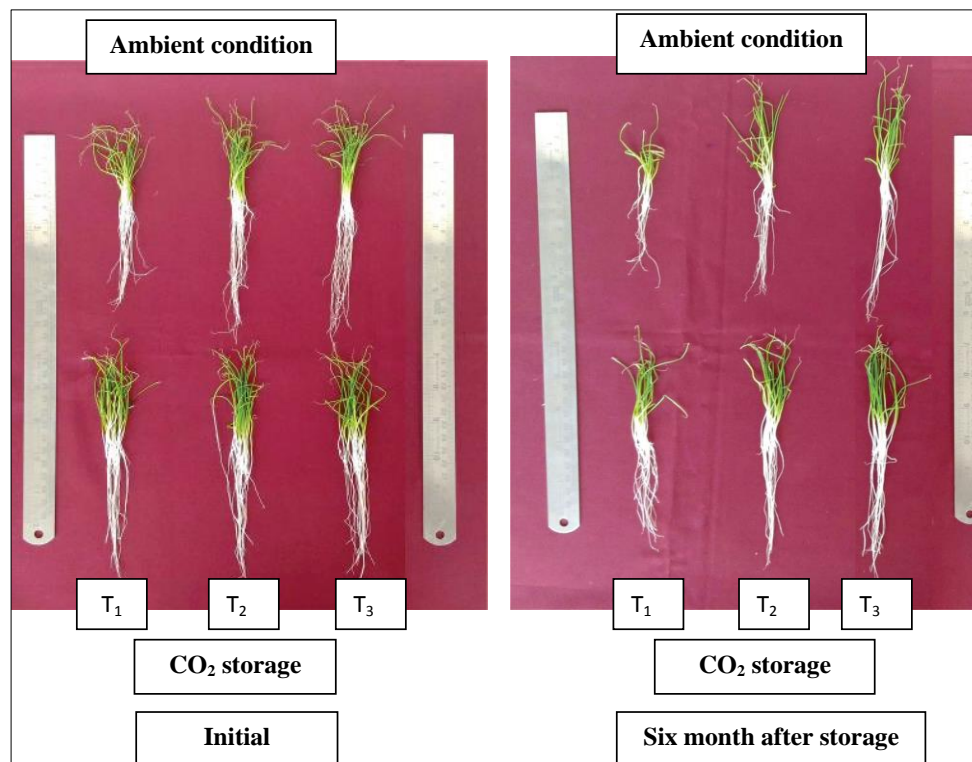 Ambient condition
Ambient condition
T₁ T₂ T₃
T₁ T₂ T₃
CO₂ storage
CO₂ storage
Initial
Six month after storage